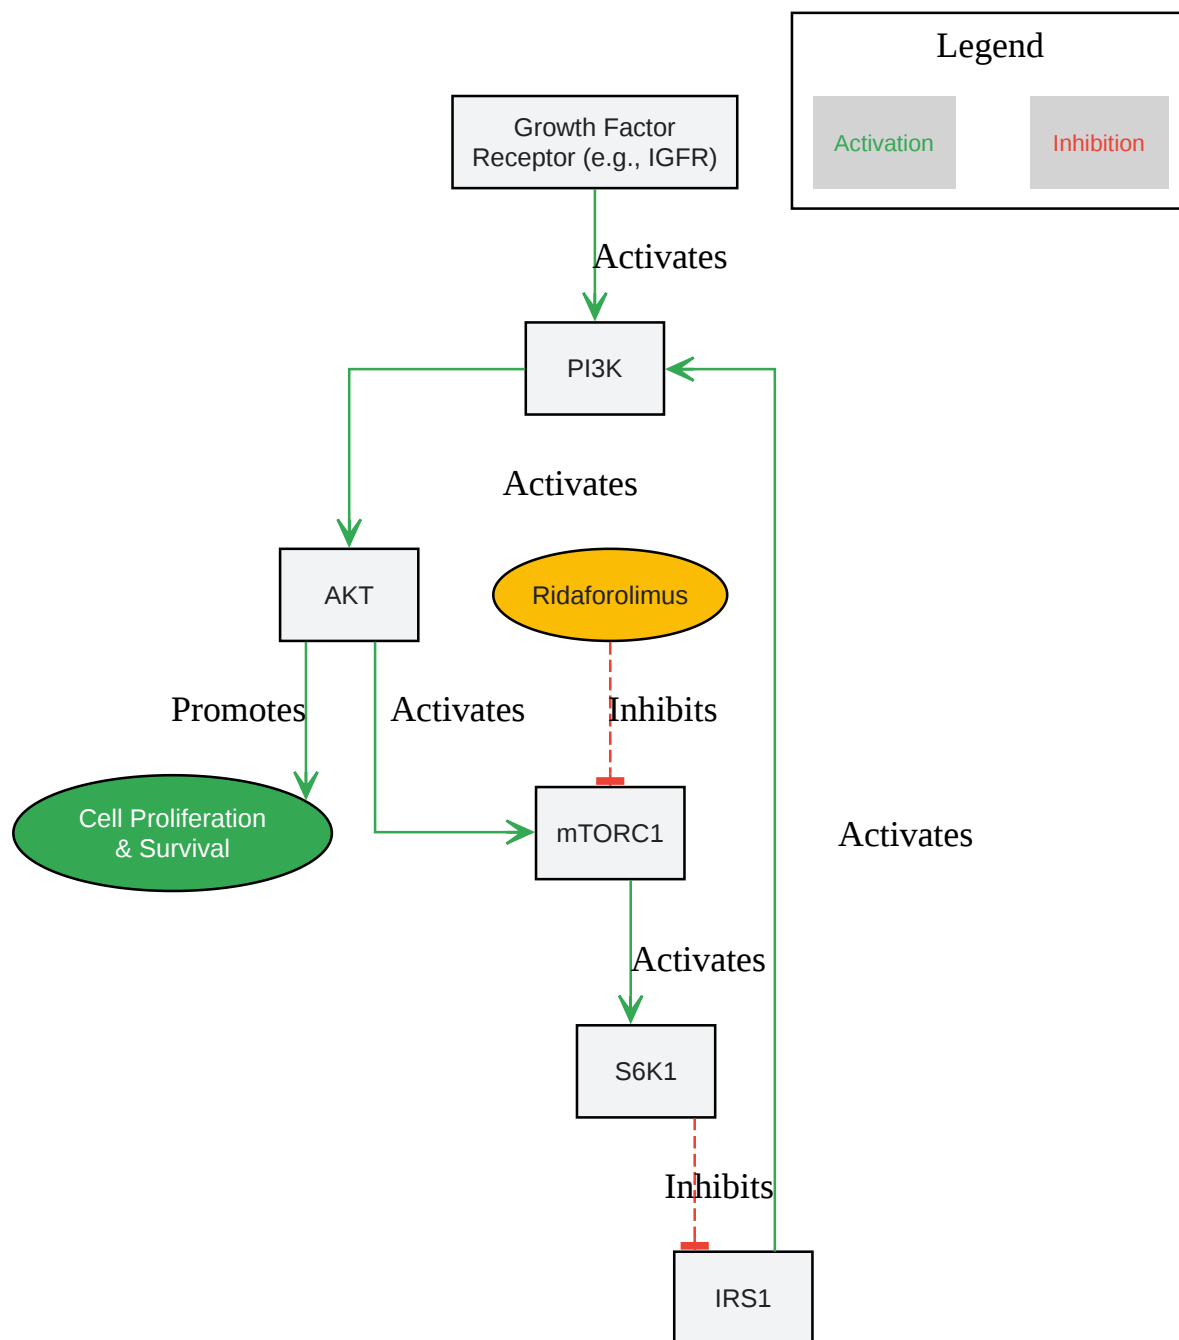 Legend
Activation
Inhibition
Growth Factor
Receptor (e.g., IGFR)
Activates
PI3K
Activates
AKT
Ridaforolimus
Promotes
Activates
Inhibits
Cell Proliferation
& Survival
mTORC1
Activates
Activates
S6K1
Inhibits
IRS1